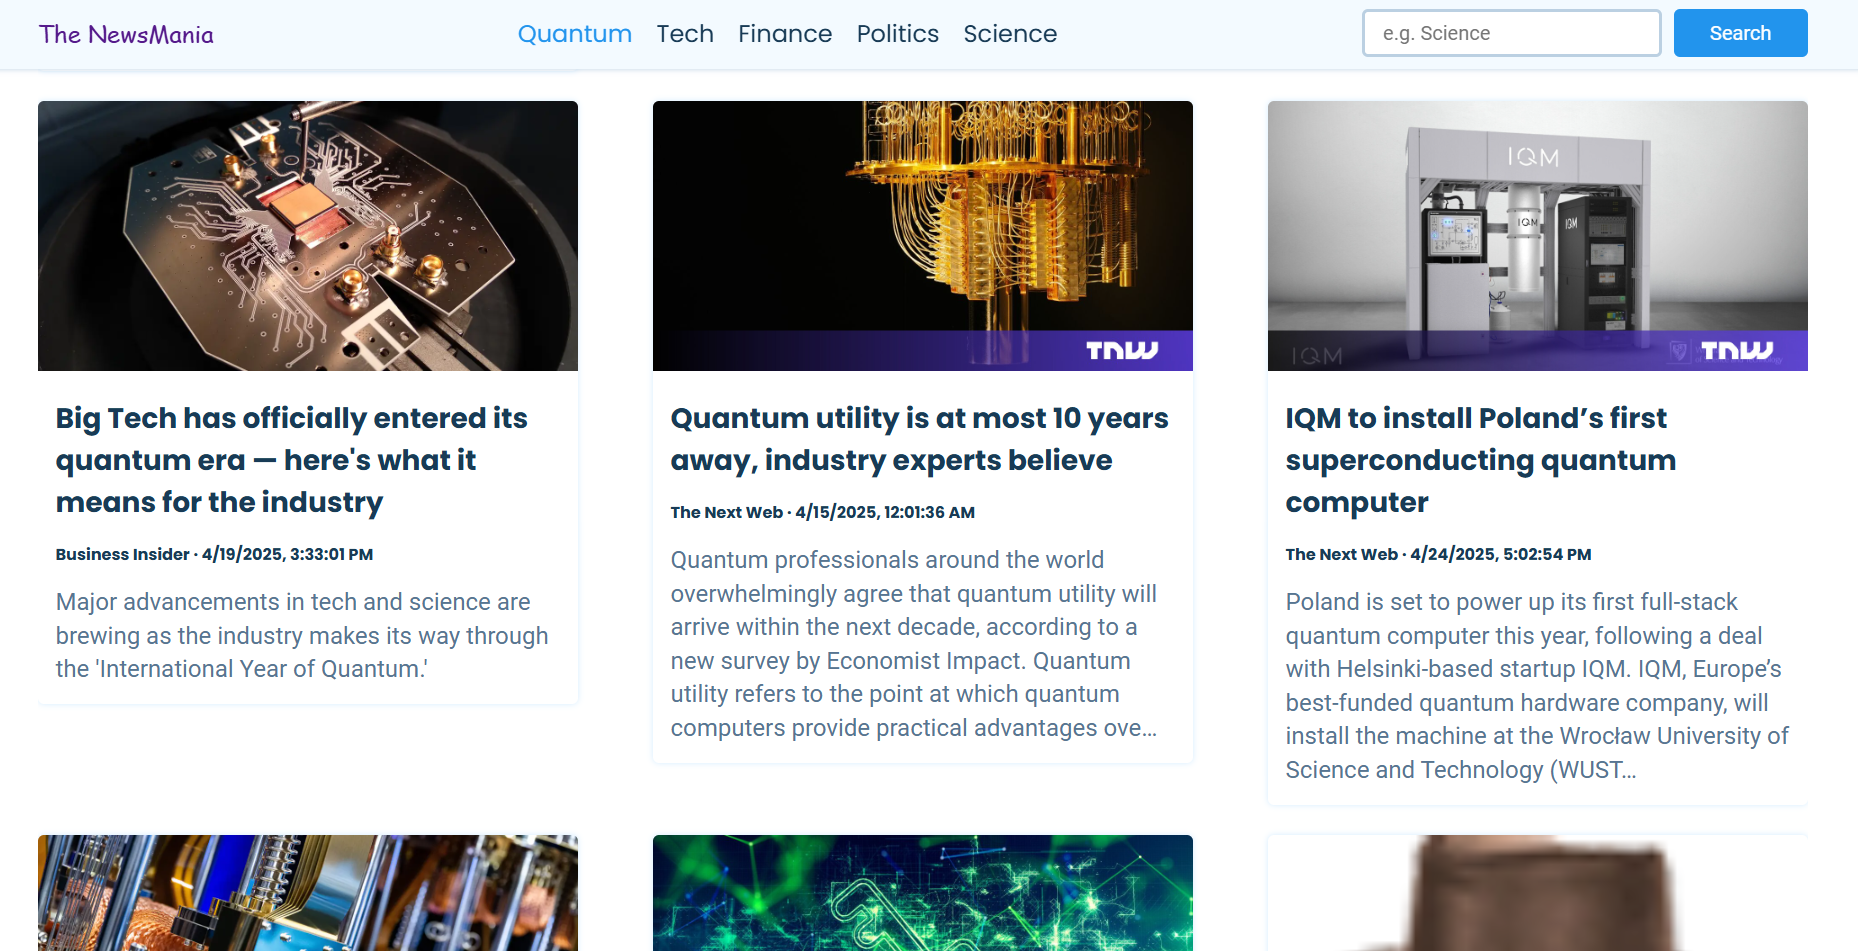 The NewsMania
Quantum Tech Finance Politics Science
e.g. Science
Search
IQM
IQM
IQM
IQM
TNW
TNW
Big Tech has officially entered its
quantum era — here's what it
means for the industry
Business Insider · 4/19/2025, 3:33:01 PM
Major advancements in tech and science are
brewing as the industry makes its way through
the 'International Year of Quantum.'
Quantum utility is at most 10 years
away, industry experts believe
The Next Web · 4/15/2025, 12:01:36 AM
Quantum professionals around the world
overwhelmingly agree that quantum utility will
arrive within the next decade, according to a
new survey by Economist Impact. Quantum
utility refers to the point at which quantum
computers provide practical advantages ove…
IQM to install Poland’s first
superconducting quantum
computer
The Next Web · 4/24/2025, 5:02:54 PM
Poland is set to power up its first full-stack
quantum computer this year, following a deal
with Helsinki-based startup IQM. IQM, Europe’s
best-funded quantum hardware company, will
install the machine at the Wrocław University of
Science and Technology (WUST…